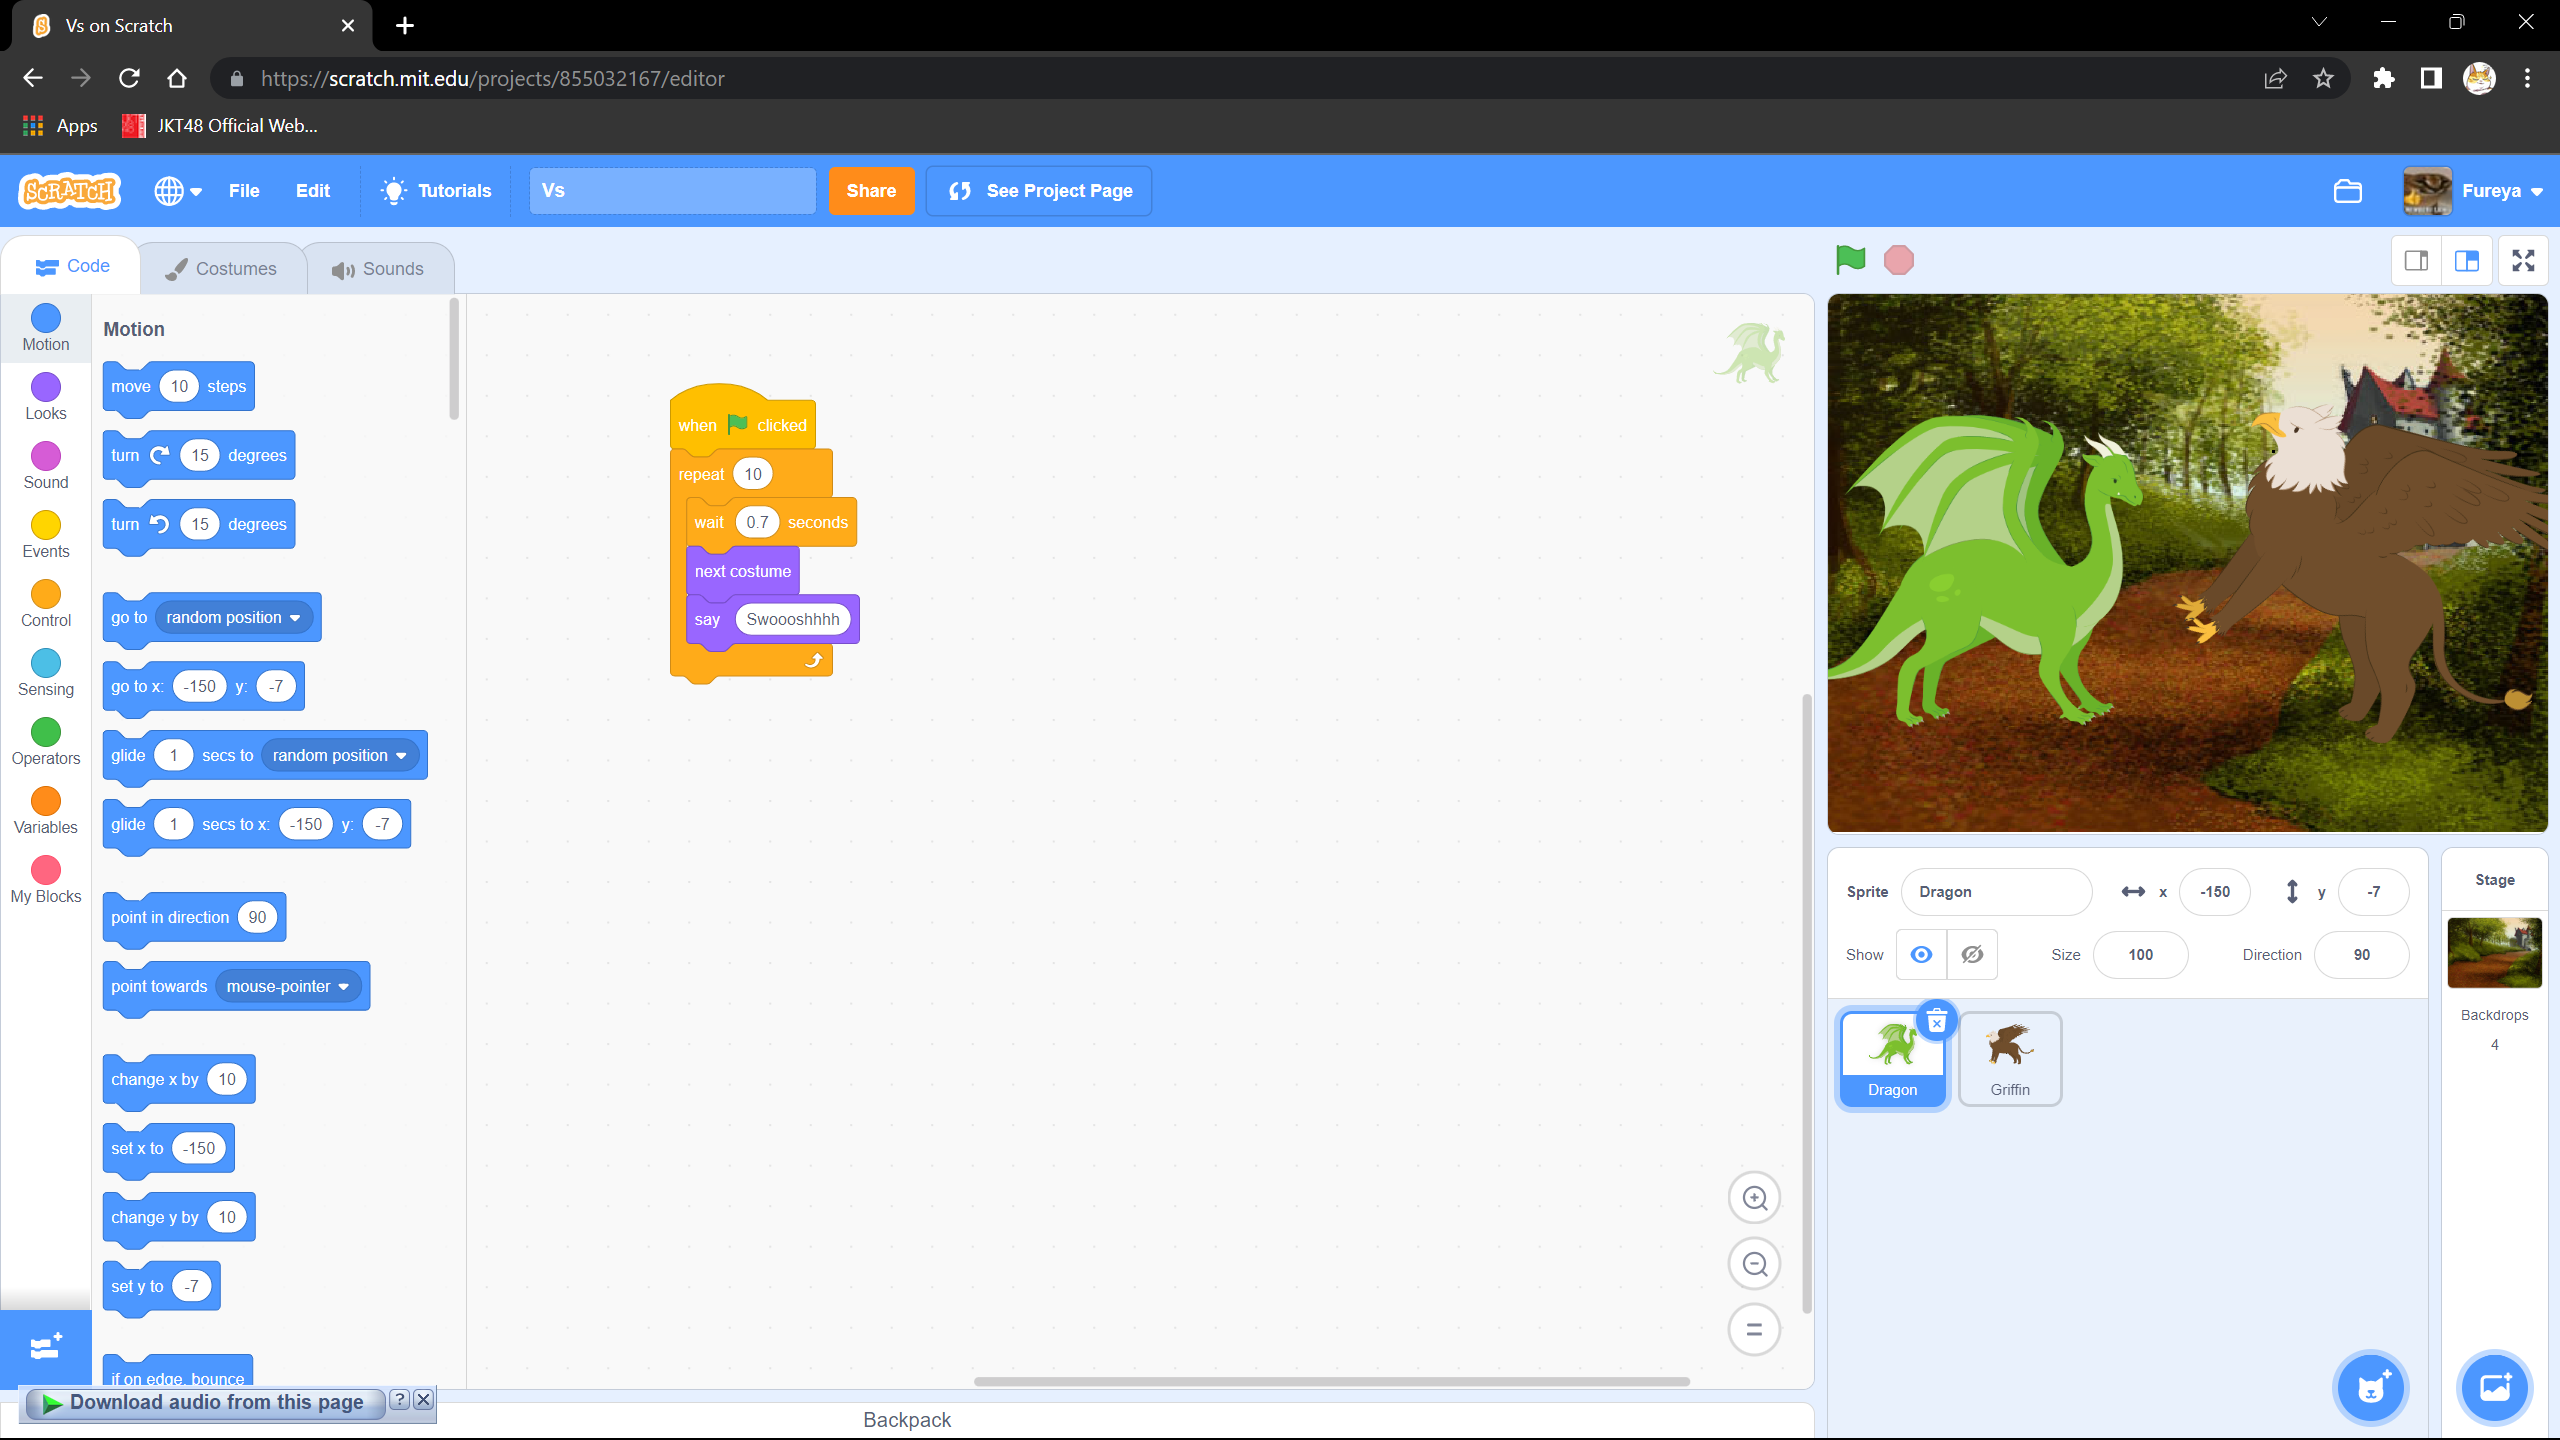 Vs on Scratch
https://scratch.mit.edu/projects/855032167/editor
Apps
JKT48 Official Web...
SCRATCH
File
Edit
Tutorials
Vs
Share
See Project Page
Fureya
Code
Costumes
Sounds
Motion
Looks
Sound
Events
Control
Sensing
Operators
Variables
My Blocks
Motion
move 10 steps
turn 15 degrees
turn 15 degrees
go to random position
go to x: -150 y: -7
glide 1 secs to random position
glide 1 secs to x: -150 y: -7
point in direction 90
point towards mouse-pointer
change x by 10
set x to -150
change y by 10
set y to -7
if on edge, bounce
when clicked
repeat 10
wait 0.7 seconds
next costume
say Swoooshhhh
Sprite Dragon x -150 y -7
Show Size 100 Direction 90
Dragon
Griffin
Stage
Backdrops
4
Download audio from this page ?
Backpack